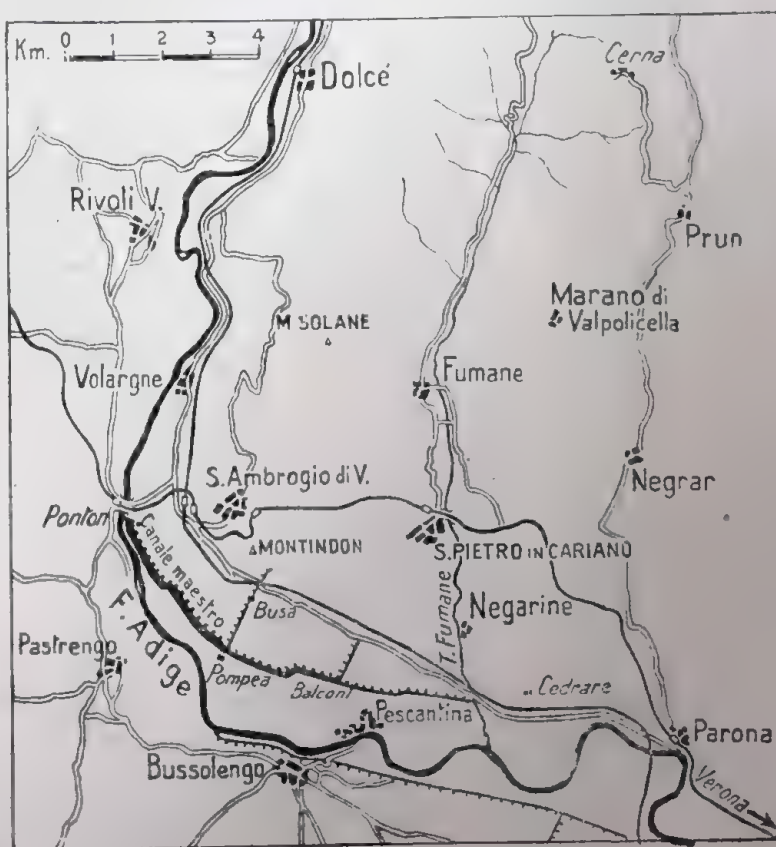 Km. 0 1 2 3 4
Dolcé
Cerna
Rivoli V.
Prun
M. SOLANE
Marano di
Valpolicella
Volargne
Fumane
S. Ambrogio di V.
Negrar
Ponton
Canale maestro
MONTINDON
S. PIETRO IN CARIANO
Busa
T. Fumane
Negarine
F. Adige
Pastrengo
Pompea
Balconi
Cedrare
Pescantina
Parona
Bussolengo
Verona